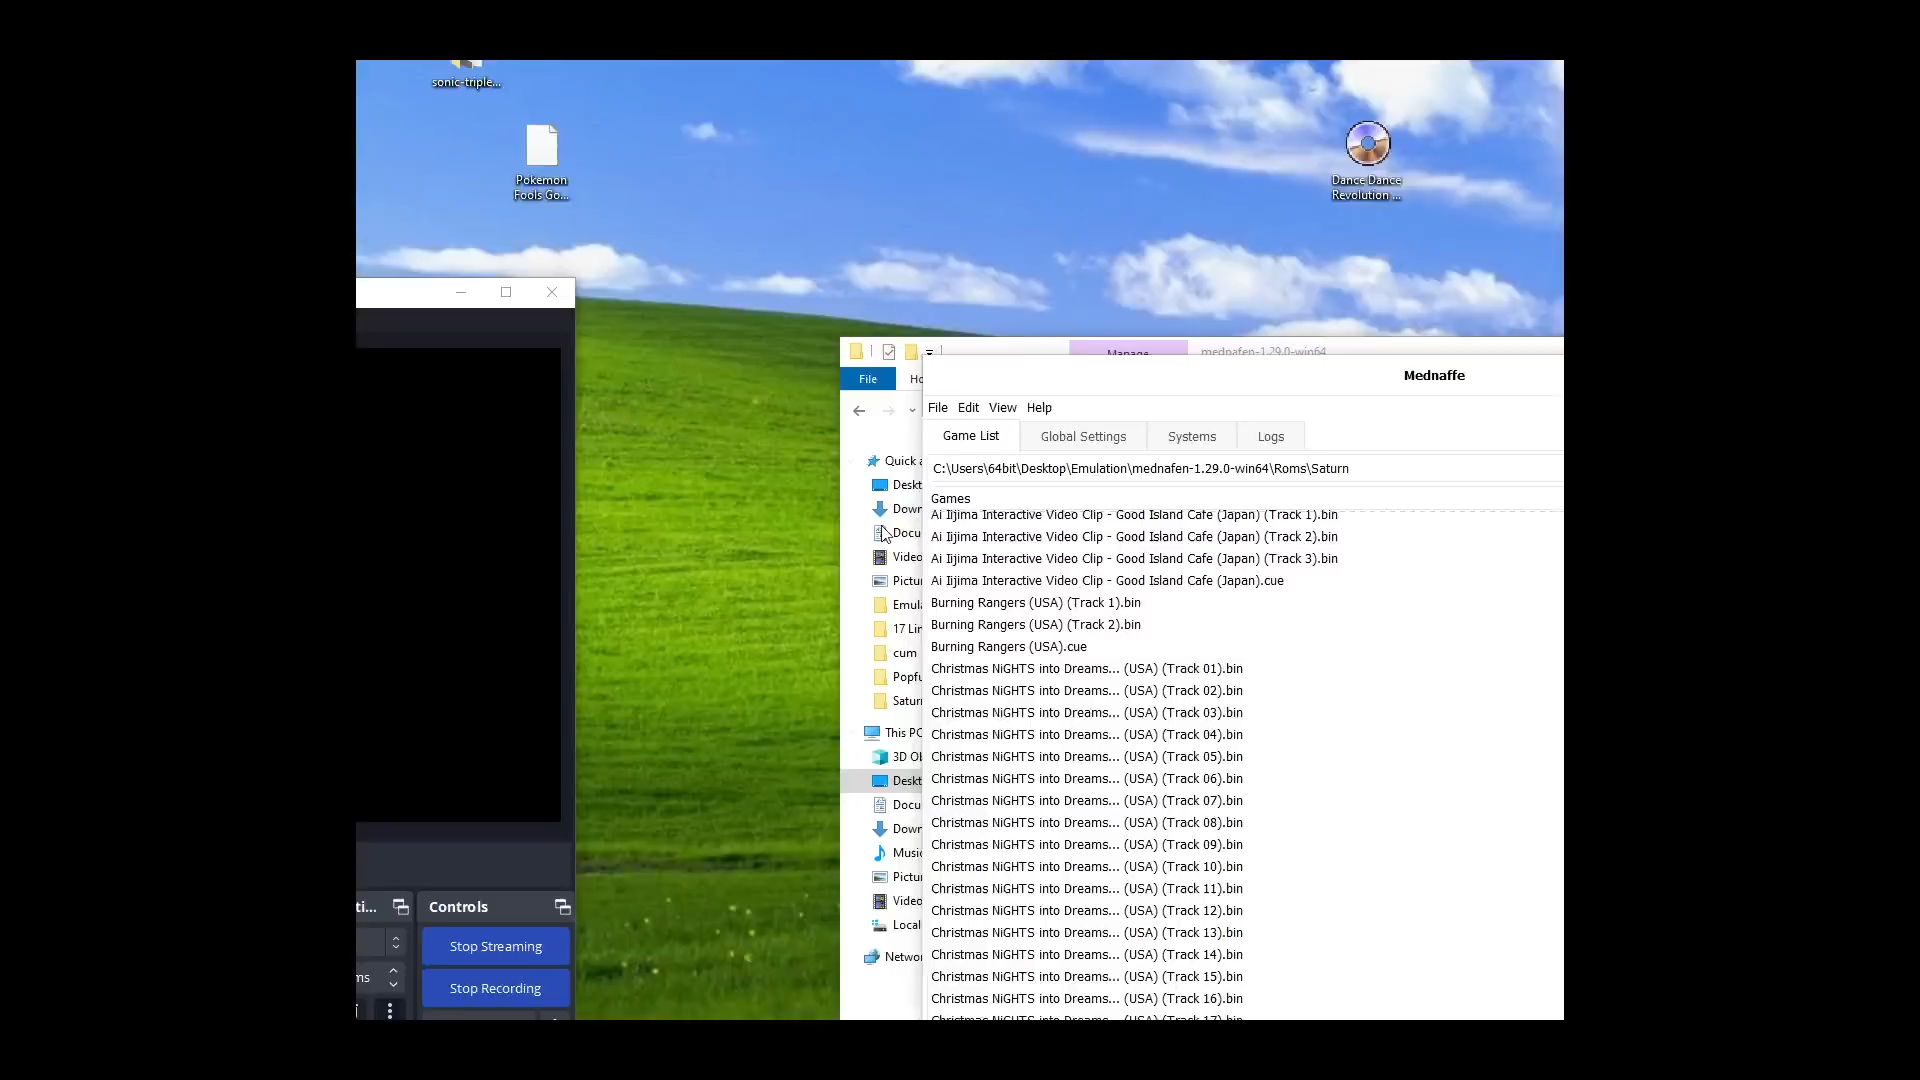 sonic-triple...
Pokemon
Fools Go...
Dance Dance
Revolution ...
Manage
mednafen-1.29.0-win64
File
Ho
Mednaffe
File Edit View Help
Game List Global Settings Systems Logs
C:\Users\64bit\Desktop\Emulation\mednafen-1.29.0-win64\Roms\Saturn
Games
Ai Iijima Interactive Video Clip - Good Island Cafe (Japan) (Track 1).bin
Ai Iijima Interactive Video Clip - Good Island Cafe (Japan) (Track 2).bin
Ai Iijima Interactive Video Clip - Good Island Cafe (Japan) (Track 3).bin
Ai Iijima Interactive Video Clip - Good Island Cafe (Japan).cue
Burning Rangers (USA) (Track 1).bin
Burning Rangers (USA) (Track 2).bin
Burning Rangers (USA).cue
Christmas NiGHTS into Dreams... (USA) (Track 01).bin
Christmas NiGHTS into Dreams... (USA) (Track 02).bin
Christmas NiGHTS into Dreams... (USA) (Track 03).bin
Christmas NiGHTS into Dreams... (USA) (Track 04).bin
Christmas NiGHTS into Dreams... (USA) (Track 05).bin
Christmas NiGHTS into Dreams... (USA) (Track 06).bin
Christmas NiGHTS into Dreams... (USA) (Track 07).bin
Christmas NiGHTS into Dreams... (USA) (Track 08).bin
Christmas NiGHTS into Dreams... (USA) (Track 09).bin
Christmas NiGHTS into Dreams... (USA) (Track 10).bin
Christmas NiGHTS into Dreams... (USA) (Track 11).bin
Christmas NiGHTS into Dreams... (USA) (Track 12).bin
Christmas NiGHTS into Dreams... (USA) (Track 13).bin
Christmas NiGHTS into Dreams... (USA) (Track 14).bin
Christmas NiGHTS into Dreams... (USA) (Track 15).bin
Christmas NiGHTS into Dreams... (USA) (Track 16).bin
Christmas NiGHTS into Dreams... (USA) (Track 17).bin
Quick a
Deskt
Down
Docu
Video
Pictur
Emula
17 Lin
cum
Popfu
Satur
This PC
3D Ob
Deskt
Docu
Down
Music
Pictur
Video
Local
Networ
ti...
Controls
Stop Streaming
ms
Stop Recording